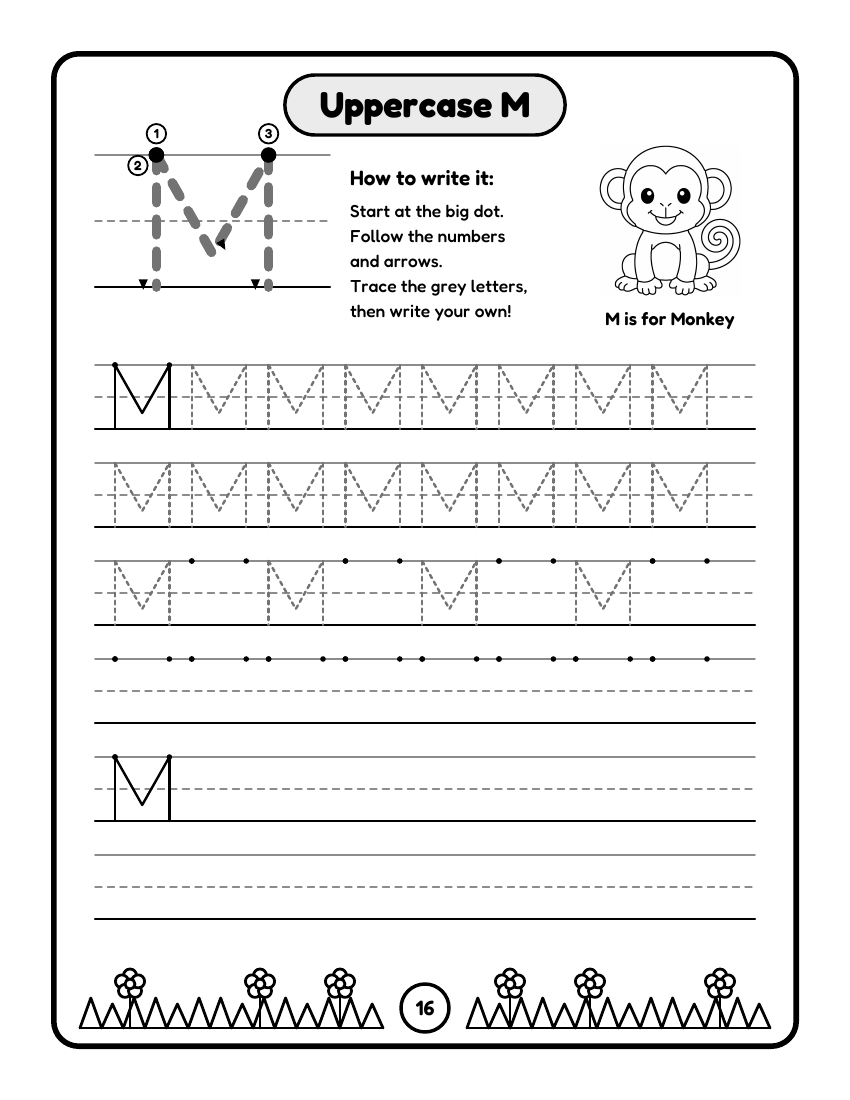 Uppercase M
1
3
2
M
How to write it:
Start at the big dot.
Follow the numbers
and arrows.
Trace the grey letters,
then write your own!
M is for Monkey
M M M M M M M M
M M M M M M M M
M M M M
M
16